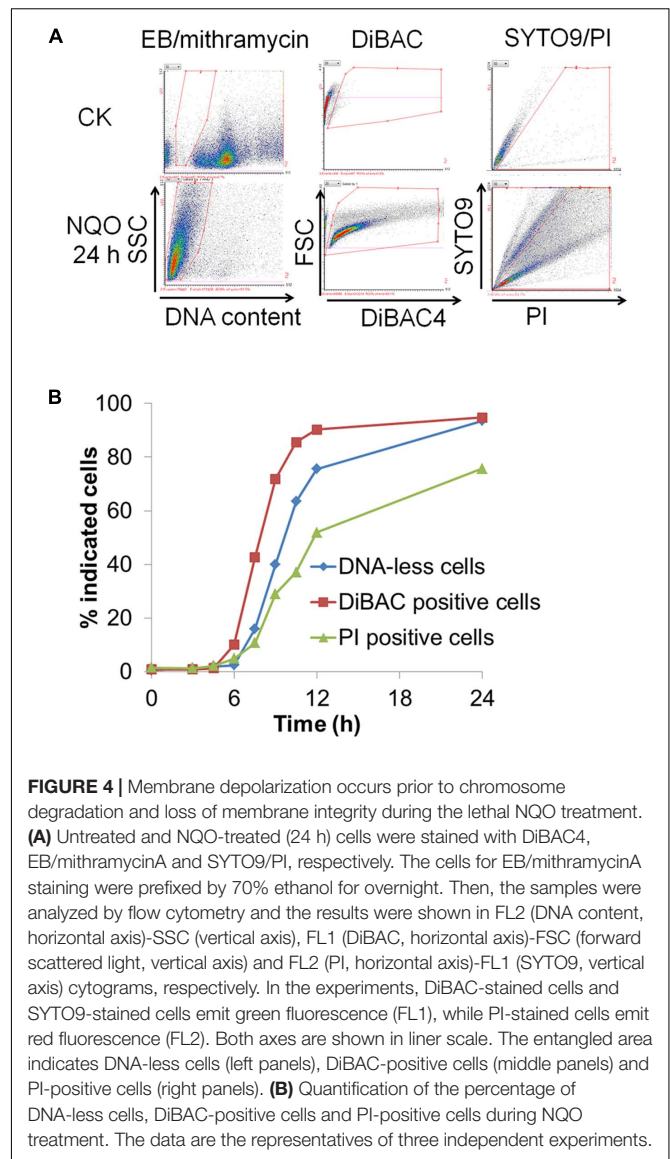 A
EB/mithramycin DiBAC SYTO9/PI
CK
NQO
24 h
SSC
FSC
SYTO9
DNA content
DiBAC4
PI
B
% indicated cells
100
80
60
40
20
0
DNA-less cells
DiBAC positive cells
PI positive cells
0 6 12 18 24
Time (h)
FIGURE 4 | Membrane depolarization occurs prior to chromosome
degradation and loss of membrane integrity during the lethal NQO treatment.
(A) Untreated and NQO-treated (24 h) cells were stained with DiBAC4,
EB/mithramycinA and SYTO9/PI, respectively. The cells for EB/mithramycinA
staining were prefixed by 70% ethanol for overnight. Then, the samples were
analyzed by flow cytometry and the results were shown in FL2 (DNA content,
horizontal axis)-SSC (vertical axis), FL1 (DiBAC, horizontal axis)-FSC (forward
scattered light, vertical axis) and FL2 (PI, horizontal axis)-FL1 (SYTO9, vertical
axis) cytograms, respectively. In the experiments, DiBAC-stained cells and
SYTO9-stained cells emit green fluorescence (FL1), while PI-stained cells emit
red fluorescence (FL2). Both axes are shown in liner scale. The entangled area
indicates DNA-less cells (left panels), DiBAC-positive cells (middle panels) and
PI-positive cells (right panels). (B) Quantification of the percentage of
DNA-less cells, DiBAC-positive cells and PI-positive cells during NQO
treatment. The data are the representatives of three independent experiments.